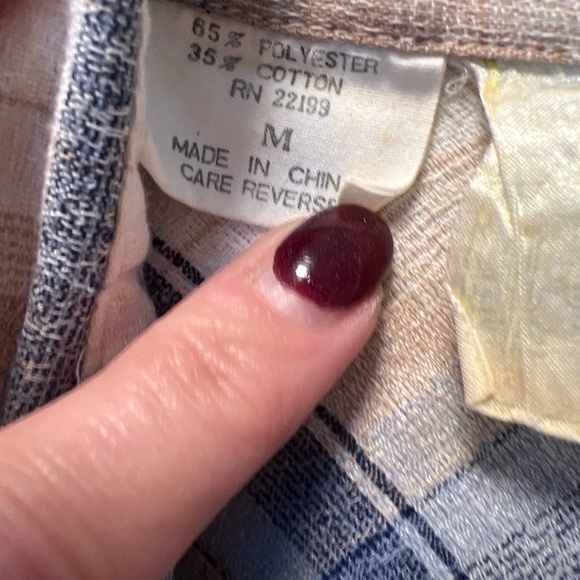 65% POLYESTER
35% COTTON
RN 22199
M
MADE IN CHIN
CARE REVERS